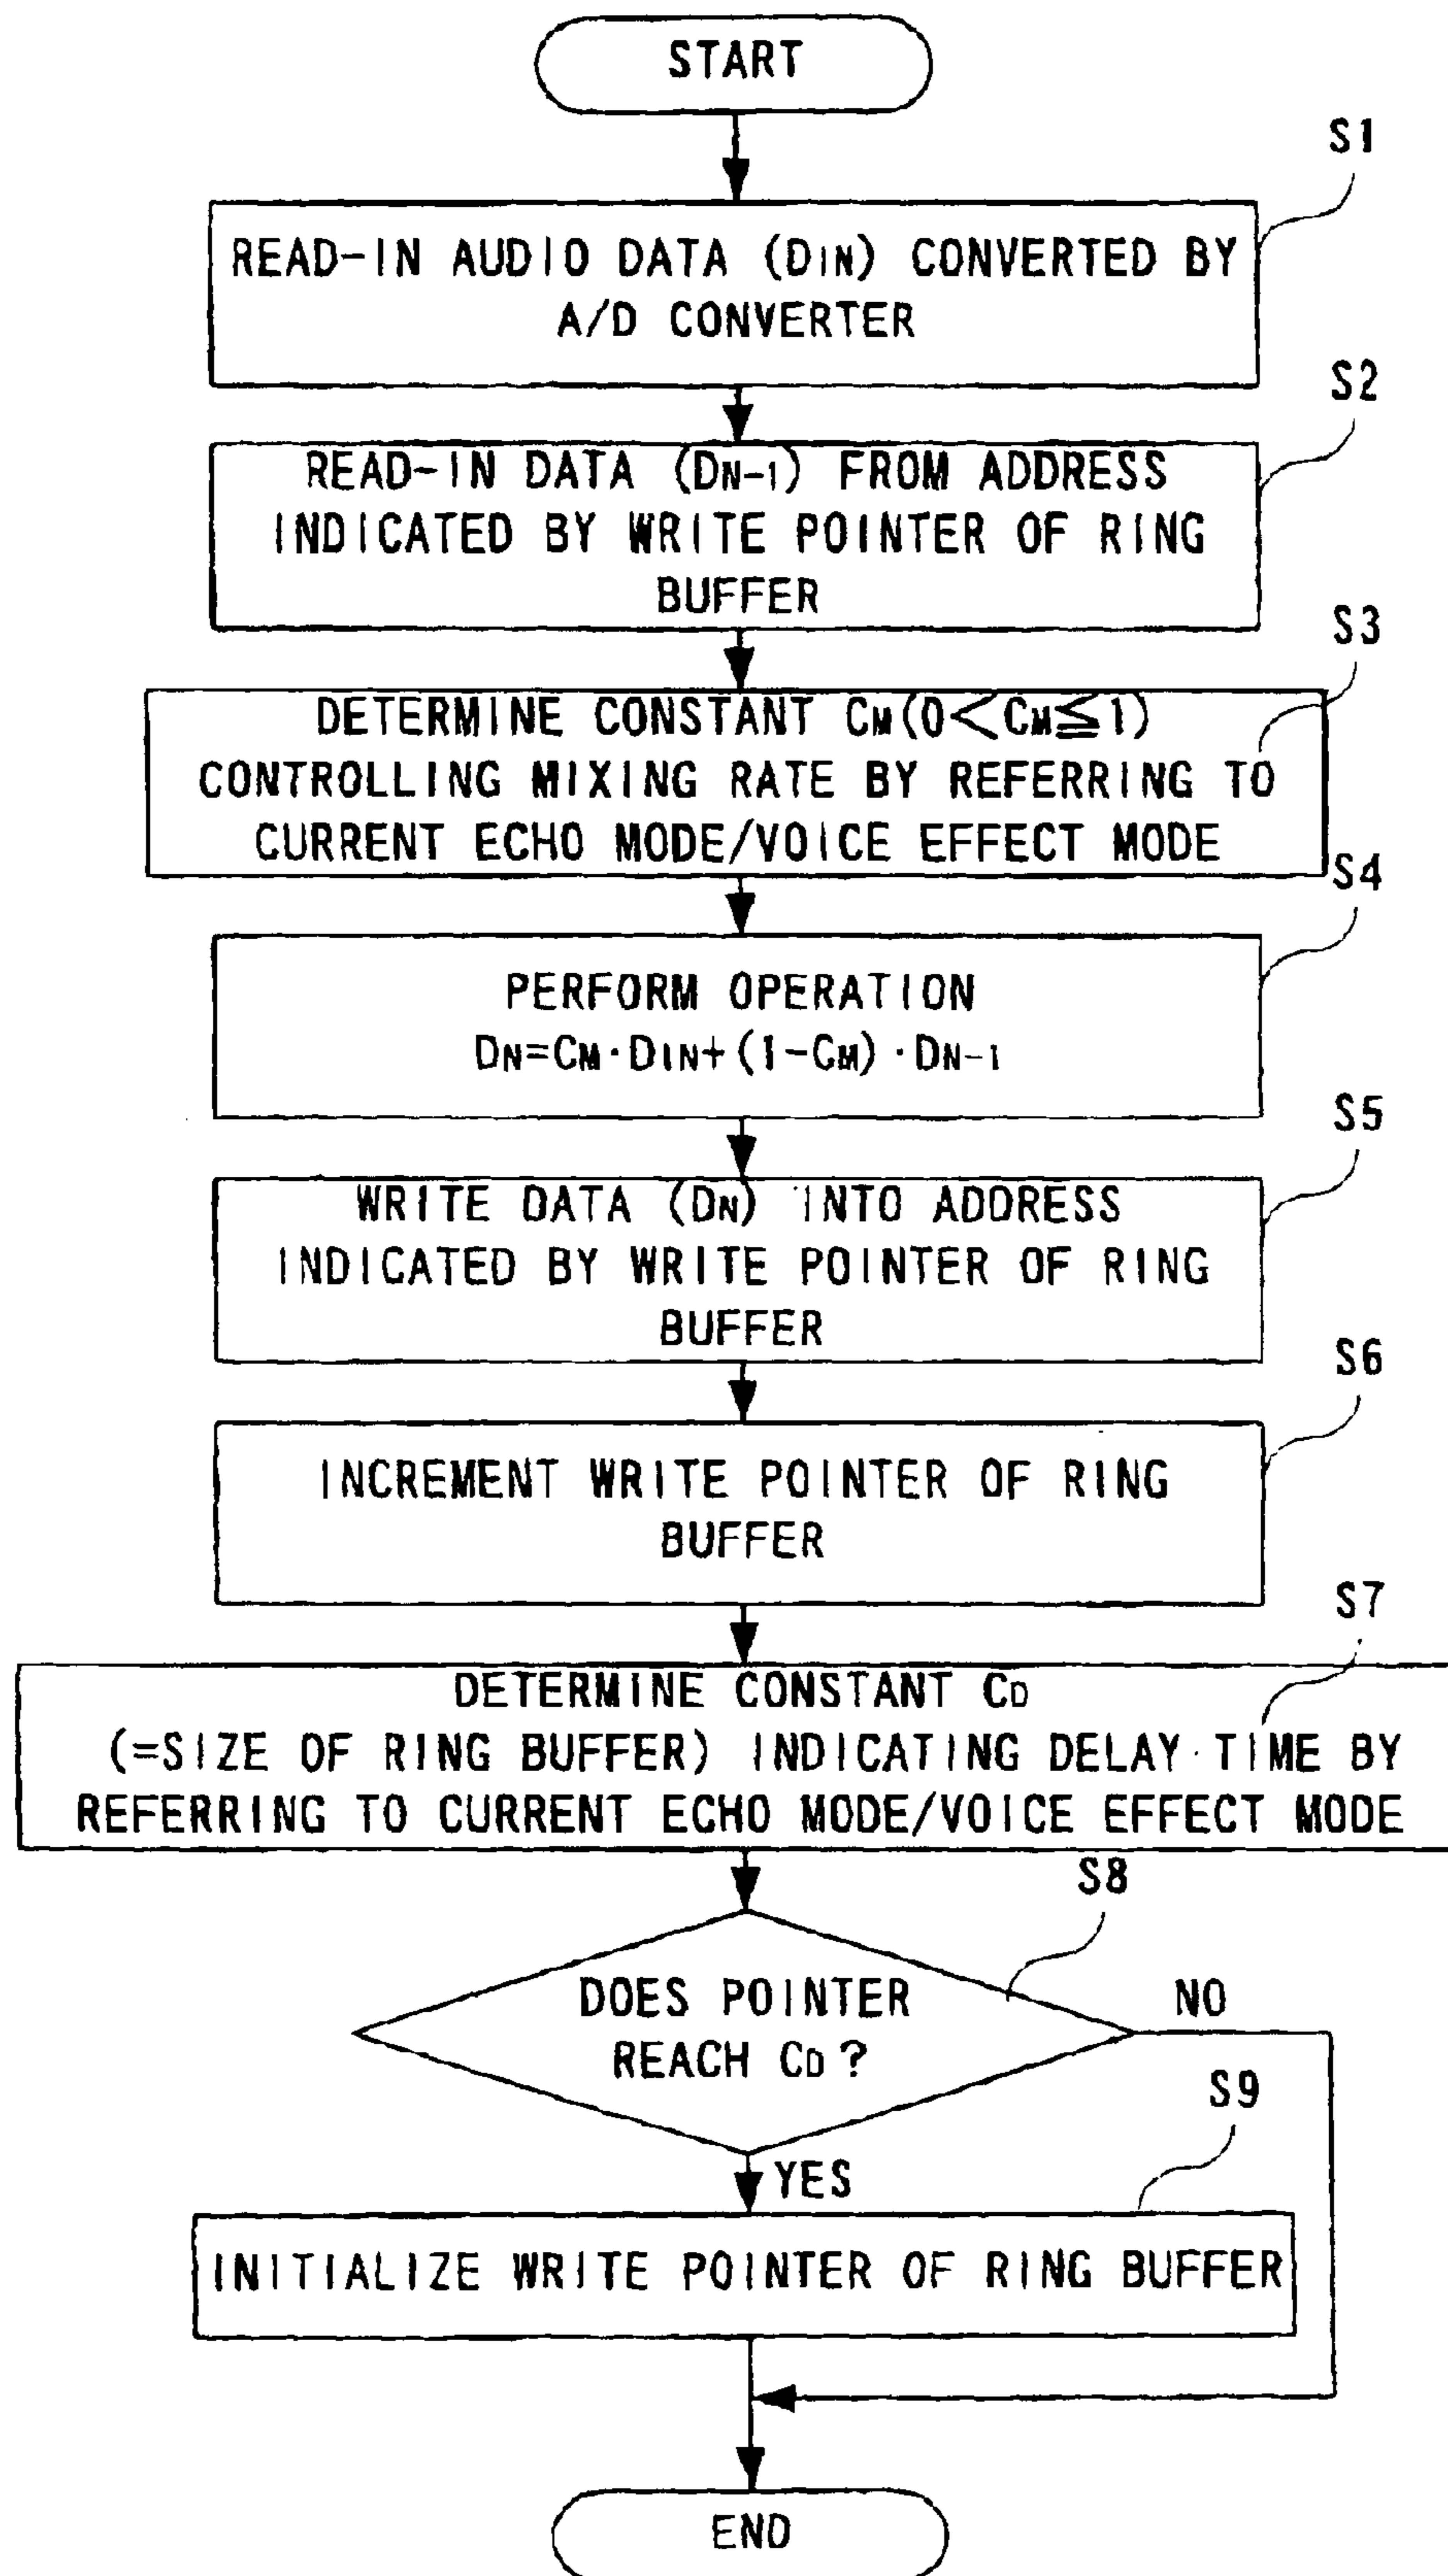 START
S1
READ-IN AUDIO DATA (DIN) CONVERTED BY
A/D CONVERTER
S2
READ-IN DATA (DN-1) FROM ADDRESS
INDICATED BY WRITE POINTER OF RING
BUFFER
S3
DETERMINE CONSTANT CM(0<CM≦1)
CONTROLLING MIXING RATE BY REFERRING TO
CURRENT ECHO MODE/VOICE EFFECT MODE
S4
PERFORM OPERATION
DN=CM·DIN+(1-CM)·DN-1
S5
WRITE DATA (DN) INTO ADDRESS
INDICATED BY WRITE POINTER OF RING
BUFFER
S6
INCREMENT WRITE POINTER OF RING
BUFFER
S7
DETERMINE CONSTANT CD
(=SIZE OF RING BUFFER) INDICATING DELAY TIME BY
REFERRING TO CURRENT ECHO MODE/VOICE EFFECT MODE
S8
DOES POINTER
REACH CD?
NO
S9
YES
INITIALIZE WRITE POINTER OF RING BUFFER
END